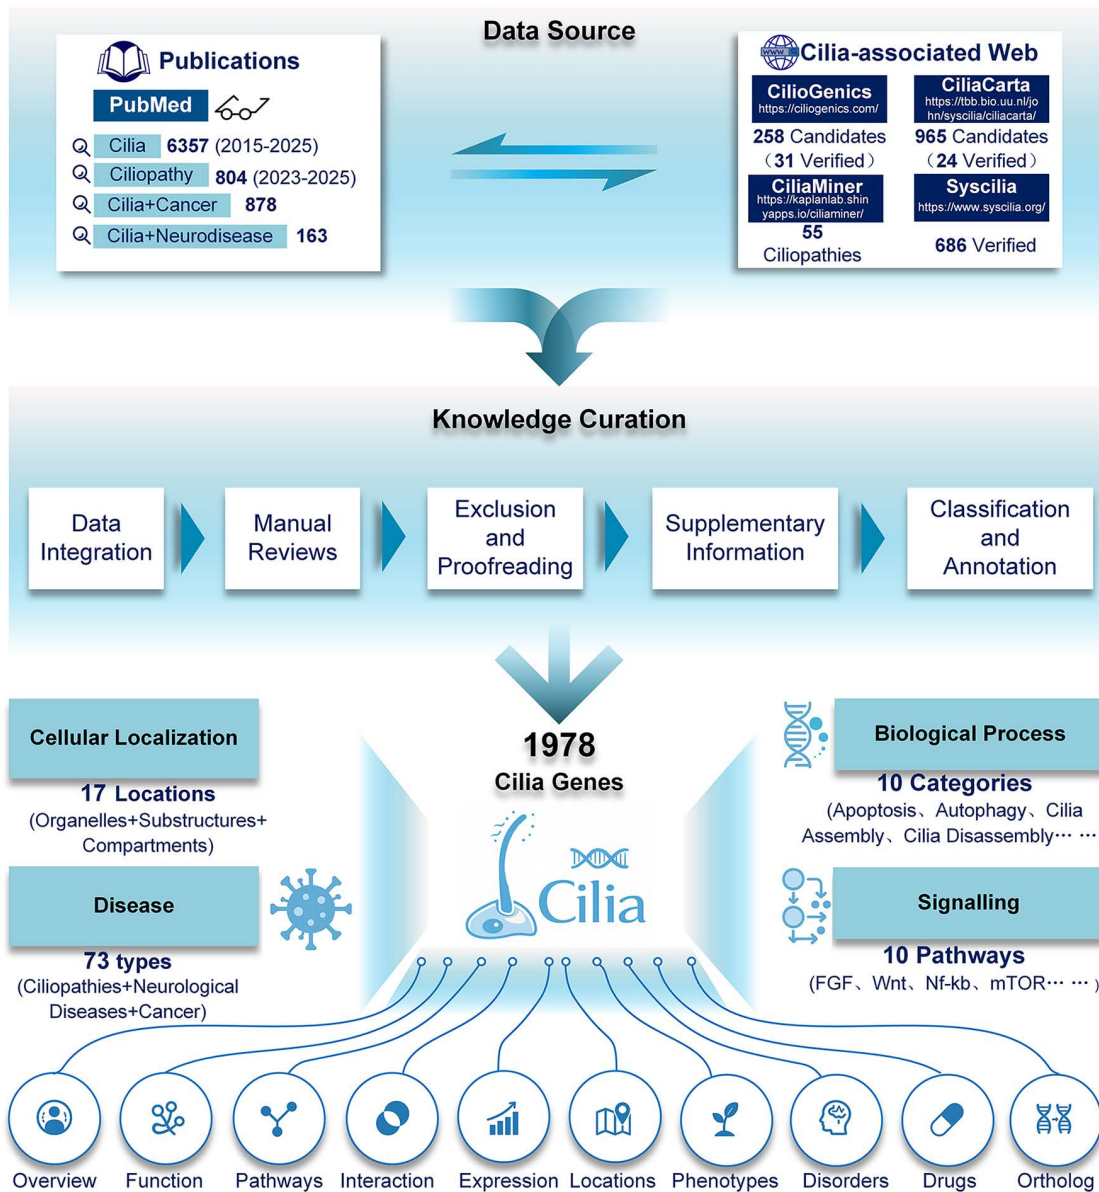 Data Source
Publications
PubMed
Cilia 6357 (2015-2025)
Ciliopathy 804 (2023-2025)
Cilia+Cancer 878
Cilia+Neurodisease 163
www
Cilia-associated Web
CilioGenics
https://ciliogenics.com/
258 Candidates
（31 Verified）
CiliaCarta
https://tbb.bio.uu.nl/jo
hn/syscilia/ciliacarta/
965 Candidates
（24 Verified）
CiliaMiner
https://kaplanlab.shin
yapps.io/ciliaminer/
55
Ciliopathies
Syscilia
https://www.syscilia.org/
686 Verified
Knowledge Curation
Data
Integration
Manual
Reviews
Exclusion
and
Proofreading
Supplementary
Information
Classification
and
Annotation
Cellular Localization
17 Locations
(Organelles+Substructures+
Compartments)
Disease
73 types
(Ciliopathies+Neurological
Diseases+Cancer)
1978
Cilia Genes
Cilia
Biological Process
10 Categories
(Apoptosis、Autophagy、Cilia
Assembly、Cilia Disassembly··· ···)
Signalling
10 Pathways
(FGF、Wnt、Nf-kb、mTOR··· ···)
Overview
Function
Pathways
Interaction
Expression
Locations
Phenotypes
Disorders
Drugs
Ortholog